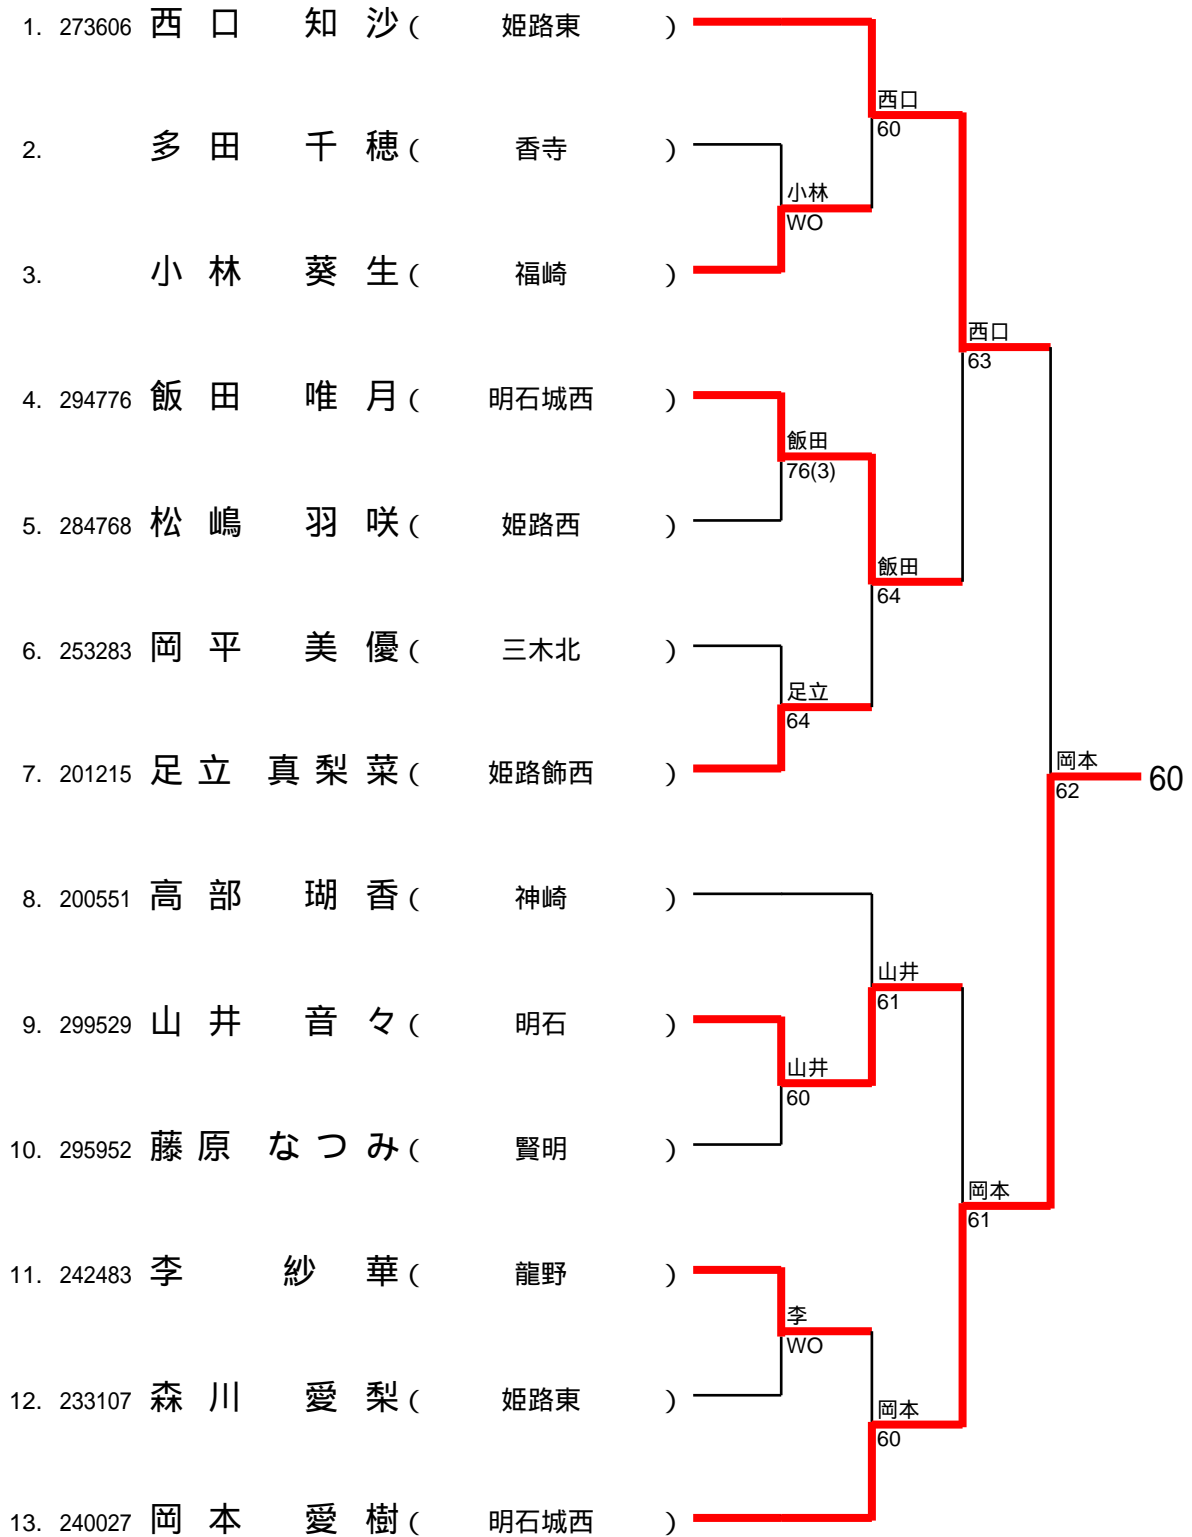 1. 273606 西口 知沙 ( 姫路東 )
西口
60
2. 多田 千穂 ( 香寺 )
小林
WO
3. 小林 葵生 ( 福崎 )
西口
63
4. 294776 飯田 唯月 ( 明石城西 )
飯田
76(3)
5. 284768 松嶋 羽咲 ( 姫路西 )
飯田
64
6. 253283 岡平 美優 ( 三木北 )
足立
64
7. 201215 足立 真梨菜 ( 姫路飾西 )
岡本
62
60
8. 200551 高部 瑚香 ( 神崎 )
山井
61
9. 299529 山井 音々 ( 明石 )
山井
60
10. 295952 藤原 なつみ ( 賢明 )
岡本
61
11. 242483 李 紗華 ( 龍野 )
李
WO
12. 233107 森川 愛梨 ( 姫路東 )
岡本
60
13. 240027 岡本 愛樹 ( 明石城西 )